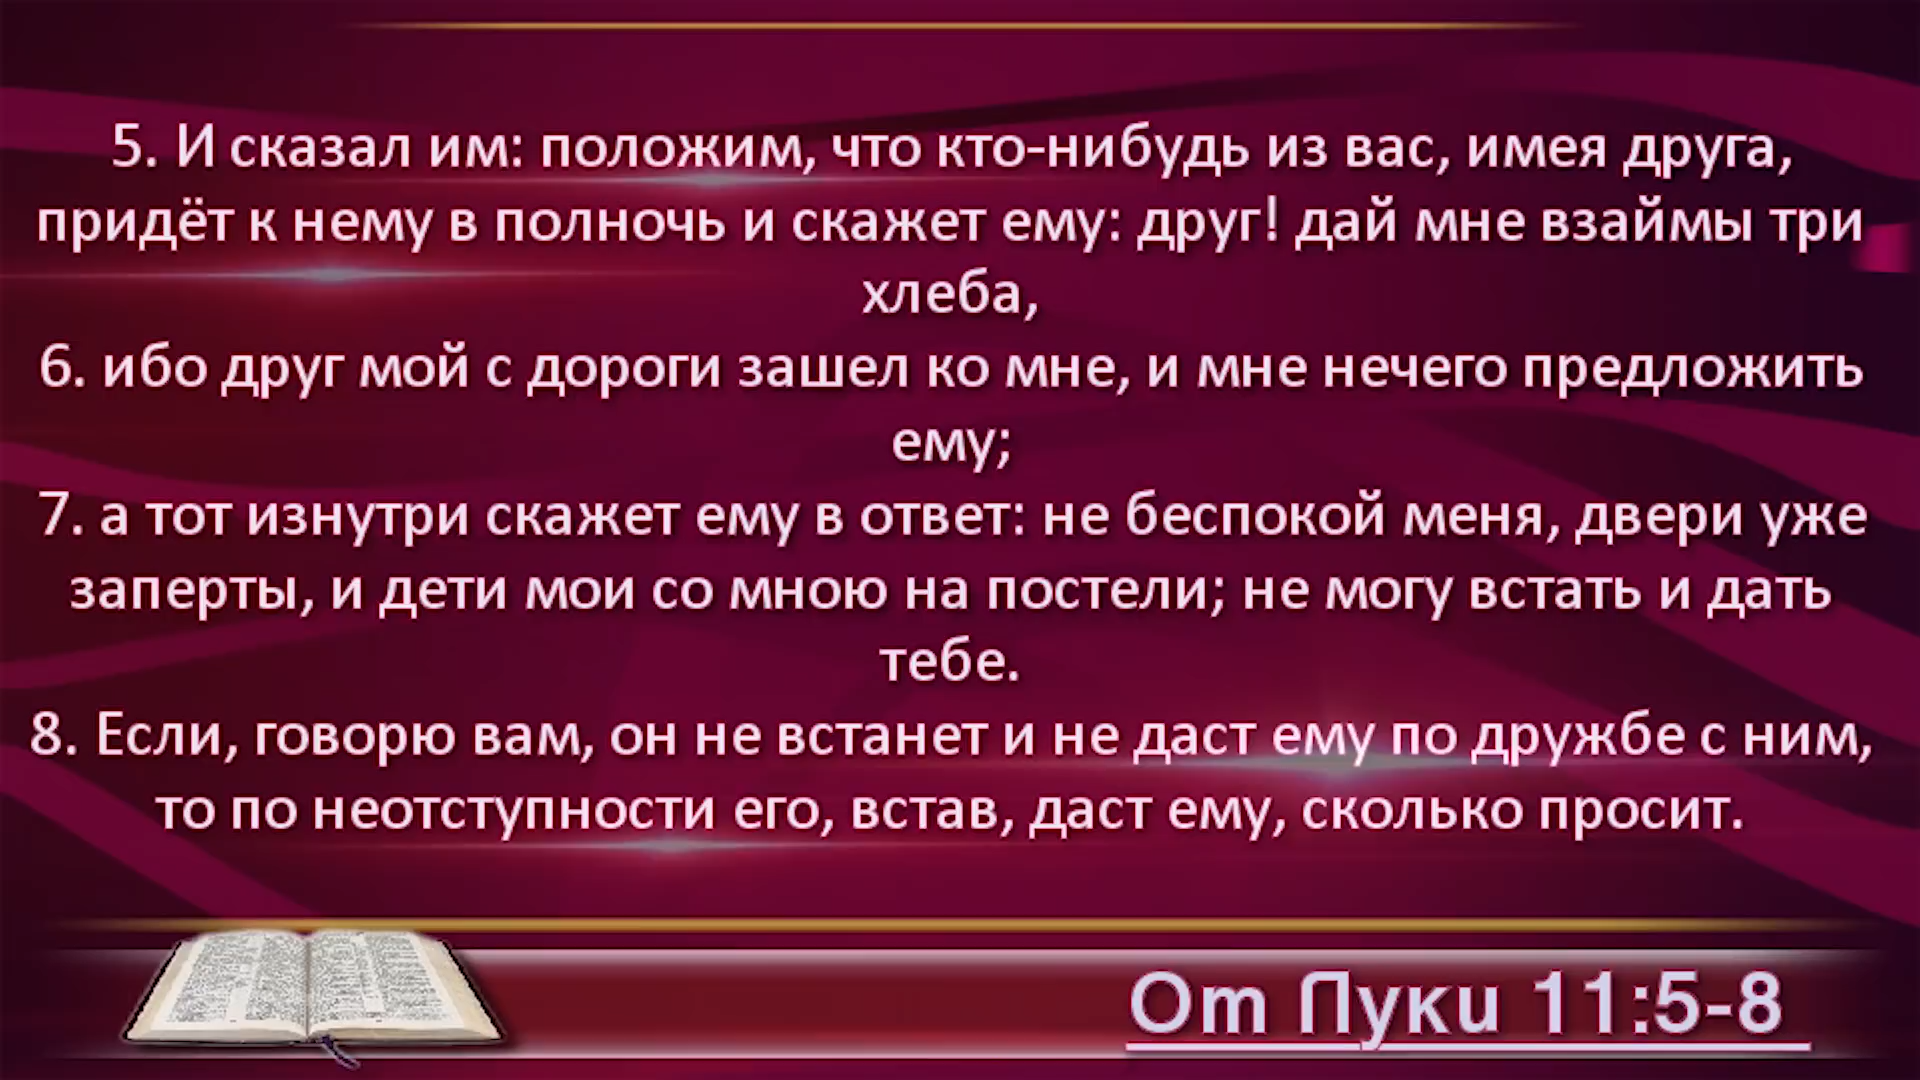 5. И сказал им: положим, что кто-нибудь из вас, имея друга,
придёт к нему в полночь и скажет ему: друг! дай мне взаймы три
хлеба,
6. ибо друг мой с дороги зашел ко мне, и мне нечего предложить
ему;
7. а тот изнутри скажет ему в ответ: не беспокой меня, двери уже
заперты, и дети мои со мною на постели; не могу встать и дать
тебе.
8. Если, говорю вам, он не встанет и не даст ему по дружбе с ним,
то по неотступности его, встав, даст ему, сколько просит.
От Луки 11:5-8